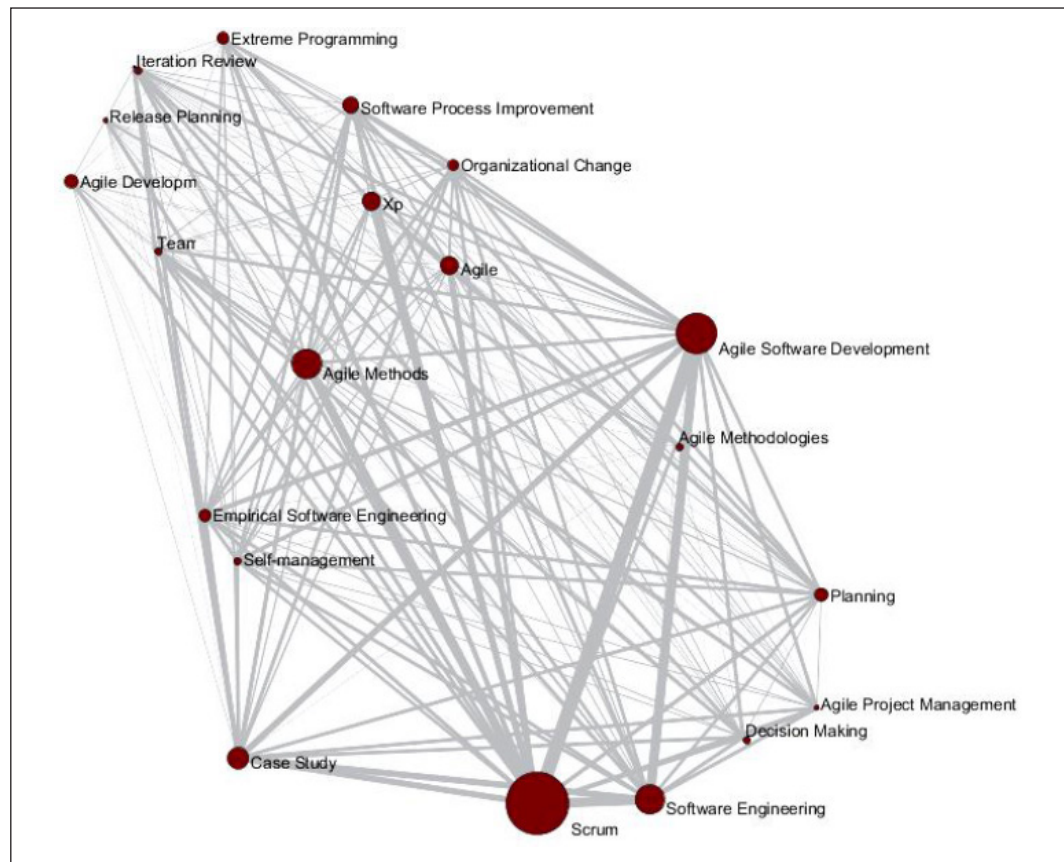 Extreme Programming
Iteration Review
Software Process Improvement
Release Planning
Organizational Change
Agile Developm
Xp
Team
Agile
Agile Software Development
Agile Methods
Agile Methodologies
Empirical Software Engineering
Self-management
Planning
Agile Project Management
Decision Making
Case Study
Software Engineering
Scrum